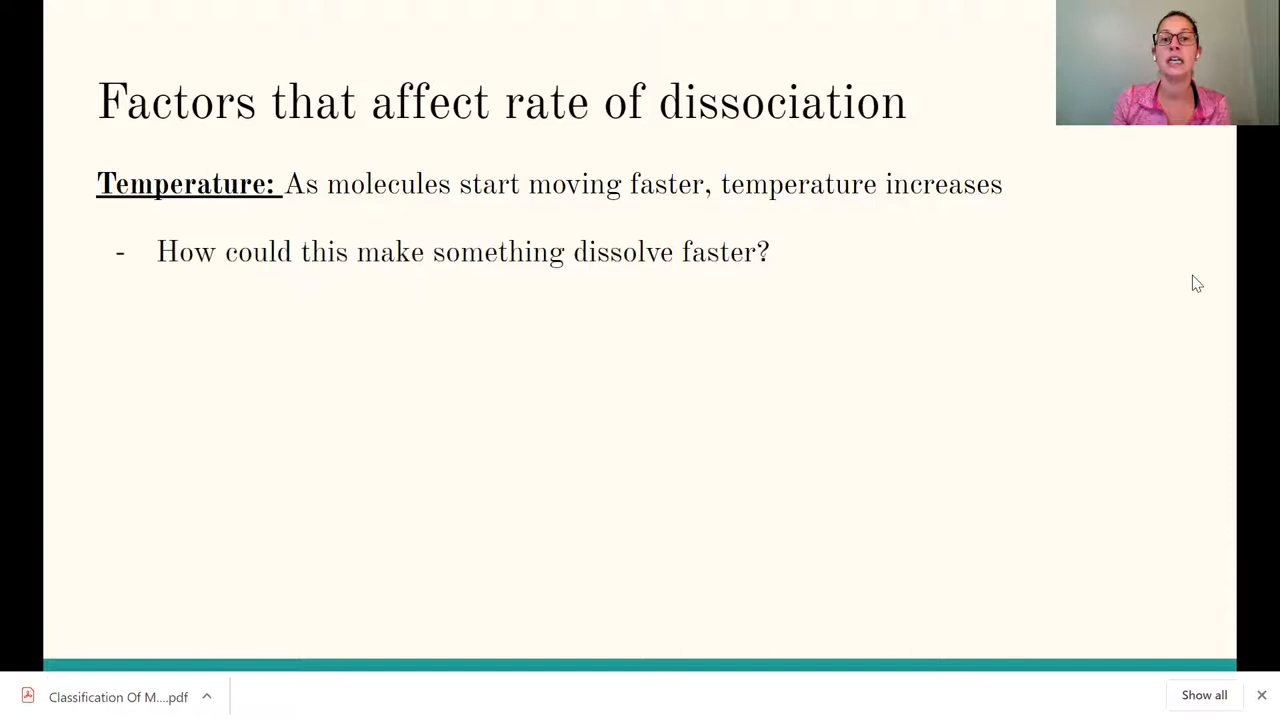 Factors that affect rate of dissociation
Temperature: As molecules start moving faster, temperature increases
- How could this make something dissolve faster?
Classification Of M....pdf
Show all